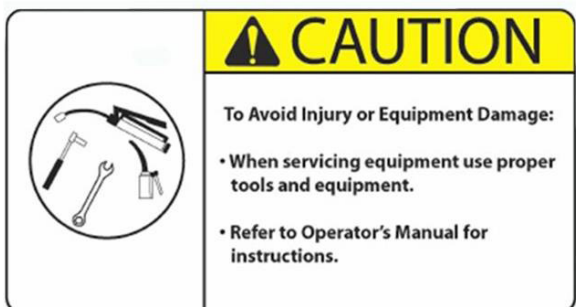 CAUTION
To Avoid Injury or Equipment Damage:
• When servicing equipment use proper
tools and equipment.
• Refer to Operator's Manual for
instructions.